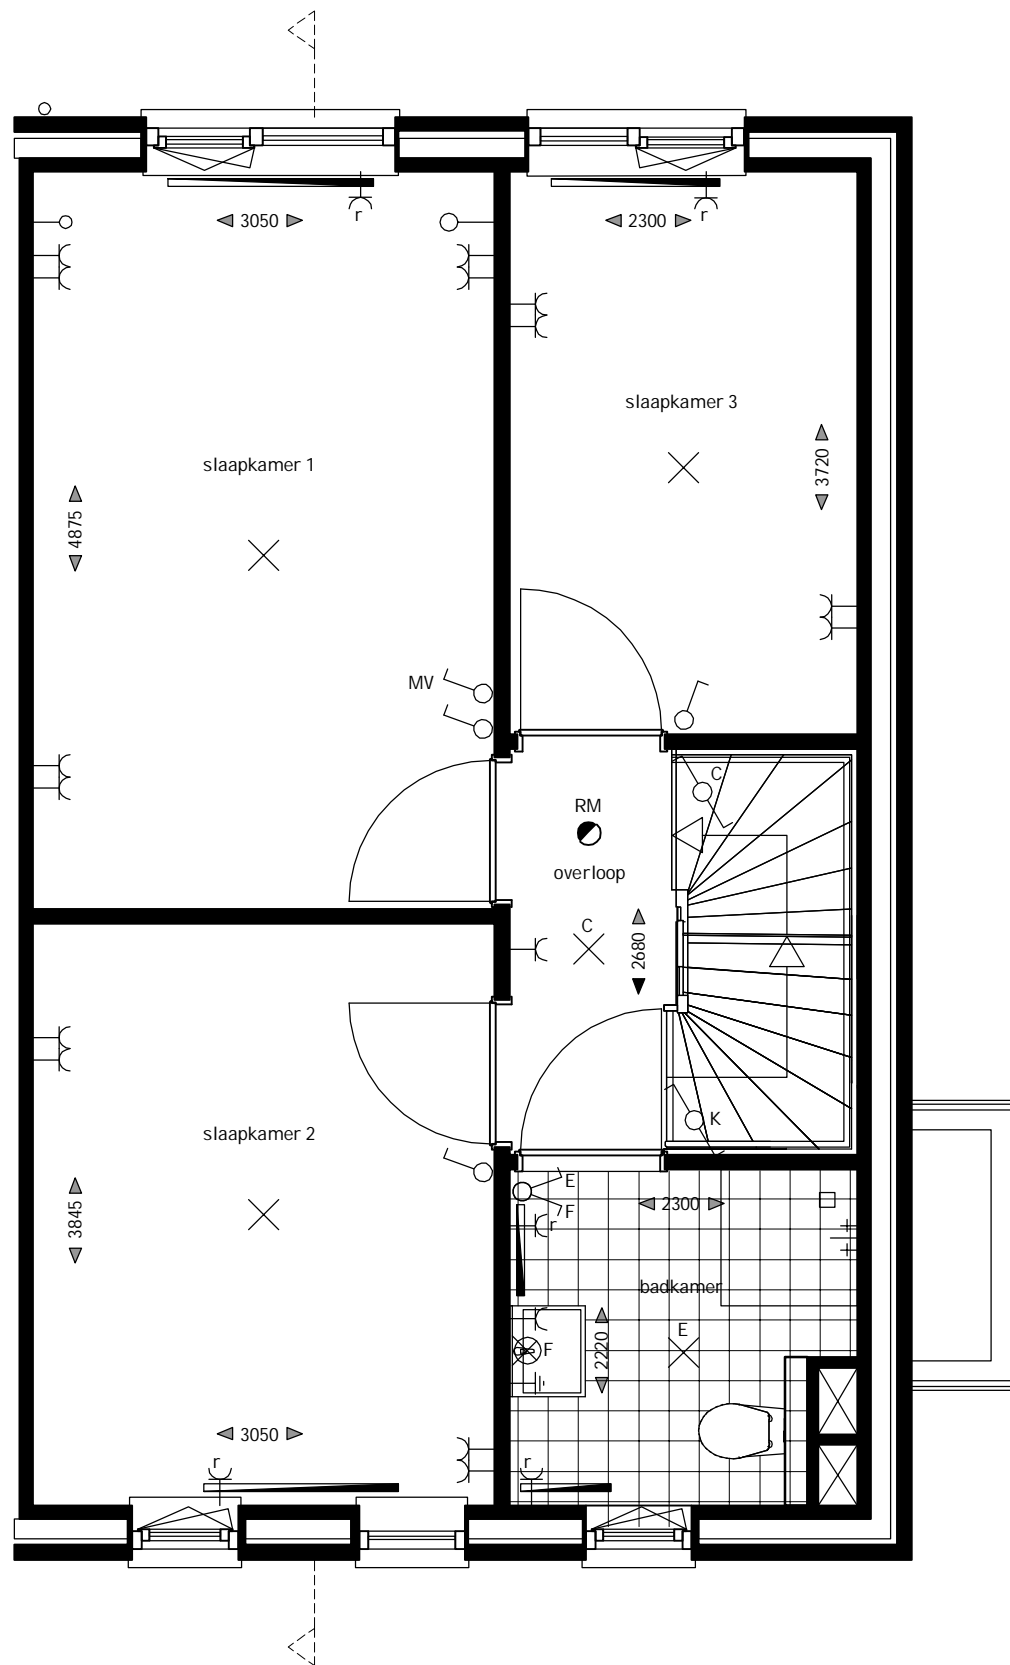 r
3050
r
2300
slaapkamer 3
slaapkamer 1
3720
4875
MV
C
RM
overloop
C
2680
K
slaapkamer 2
E
F
r
2300
3845
badkamer
E
F
2220
3050
r
r